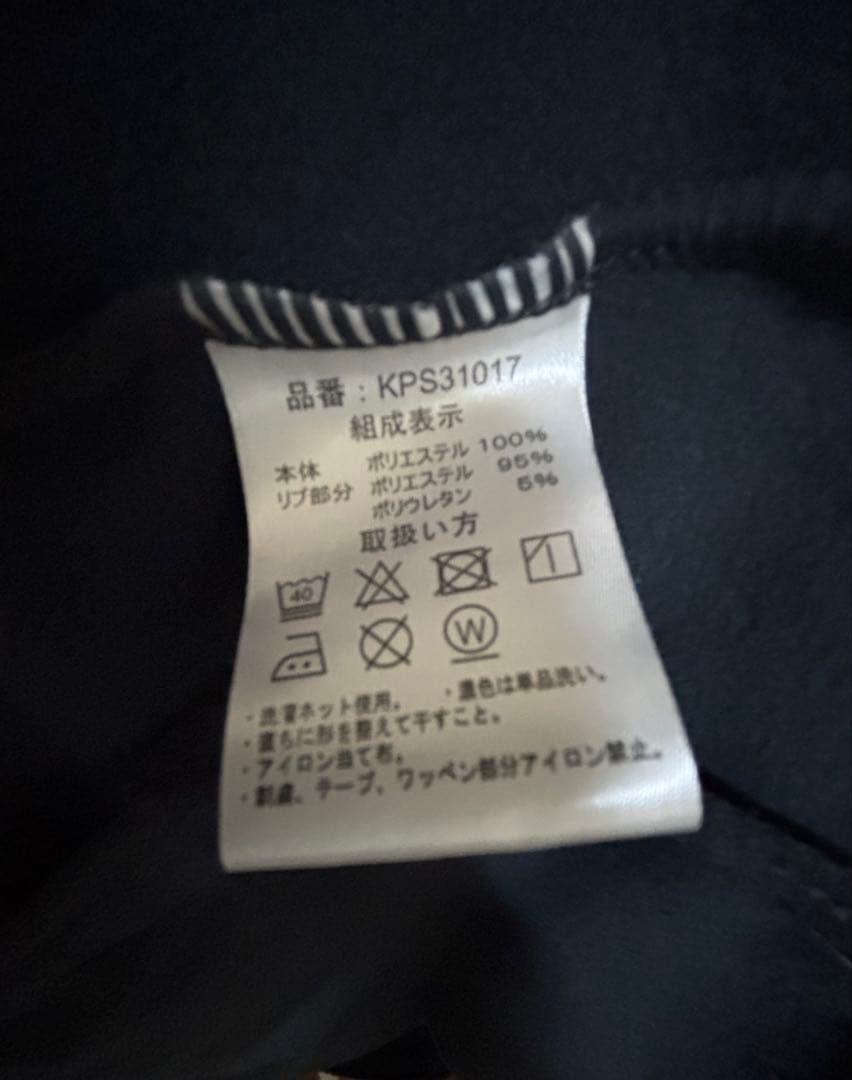 品番：KPS31017
組成表示
本体 ポリエステル 100%
リブ部分 ポリエステル 95%
ポリウレタン 5%
取扱い方
40
W
・洗濯ネット使用。 ・濃色は単品洗い。
・直ちに形を整えて干すこと。
・アイロン当て布。
・刺繍、テープ、ワッペン部分アイロン禁止。